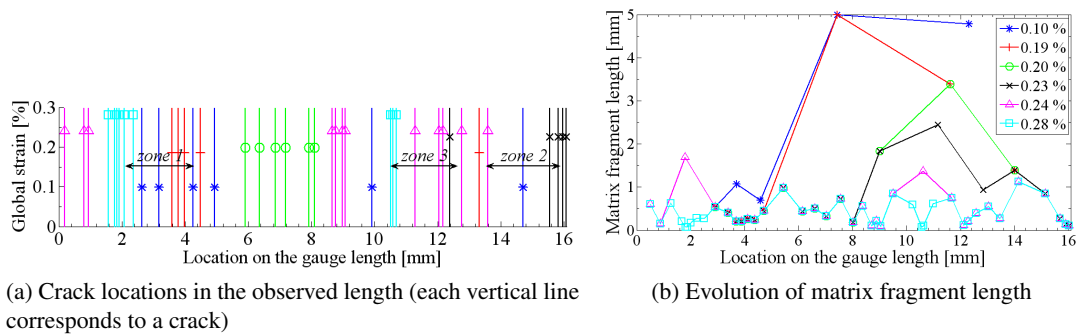 (a)
Global strain [%]
0.3
0.2
0.1
0
zone 1
zone 3
zone 2
0 2 4 6 8 10 12 14 16
Location on the gauge length [mm]
(a) Crack locations in the observed length (each vertical line
corresponds to a crack)
(b)
Matrix fragment length [mm]
5
4
3
2
1
0
0 2 4 6 8 10 12 14 16
Location on the gauge length [mm]
0.10 %
0.19 %
0.20 %
0.23 %
0.24 %
0.28 %
(b) Evolution of matrix fragment length